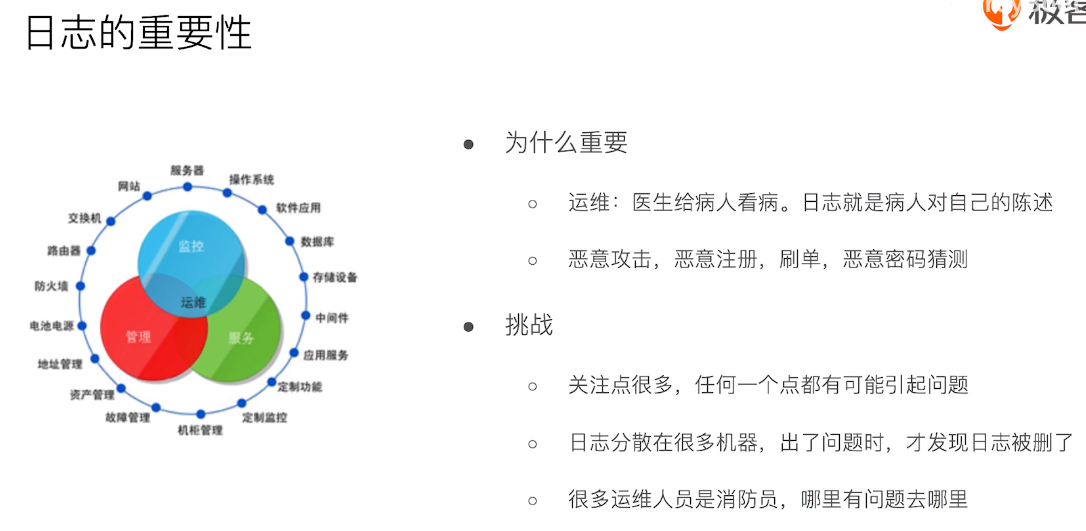 日志的重要性
极客
为什么重要
运维：医生给病人看病。日志就是病人对自己的陈述
恶意攻击，恶意注册，刷单，恶意密码猜测
挑战
关注点很多，任何一个点都有可能引起问题
日志分散在很多机器，出了问题时，才发现日志被删了
很多运维人员是消防员，哪里有问题去哪里
服务器
操作系统
软件应用
数据库
存储设备
中间件
应用服务
定制功能
定制监控
机柜管理
故障管理
资产管理
地址管理
电池电源
防火墙
路由器
交换机
网站
监控
运维
管理
服务